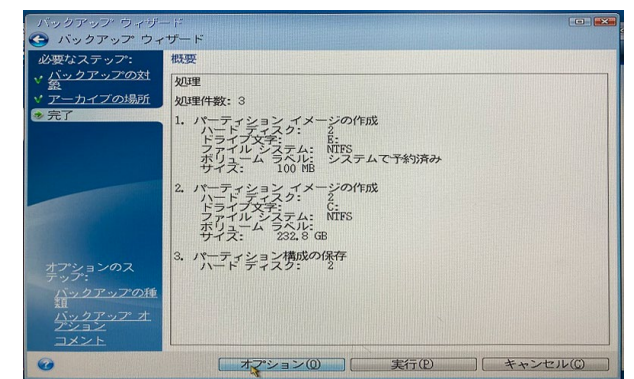 バックアップ ウィザード
バックアップ ウィザード
必要なステップ:
バックアップの対
象
アーカイブの場所
完了
オプションのス
テップ:
バックアップの種
類
バックアップ オ
プション
コメント
概要
処理
処理件数: 3
1. パーティション イメージの作成
ハード ディスク: 2
ドライブ文字: E:
ファイル システム: NTFS
ボリューム ラベル: システムで予約済み
サイズ: 100 MB
2. パーティション イメージの作成
ハード ディスク: 2
ドライブ文字: C:
ファイル システム: NTFS
ボリューム ラベル:
サイズ: 232.8 GB
3. パーティション構成の保存
ハード ディスク: 2
オプション(O) 実行(P) キャンセル(C)